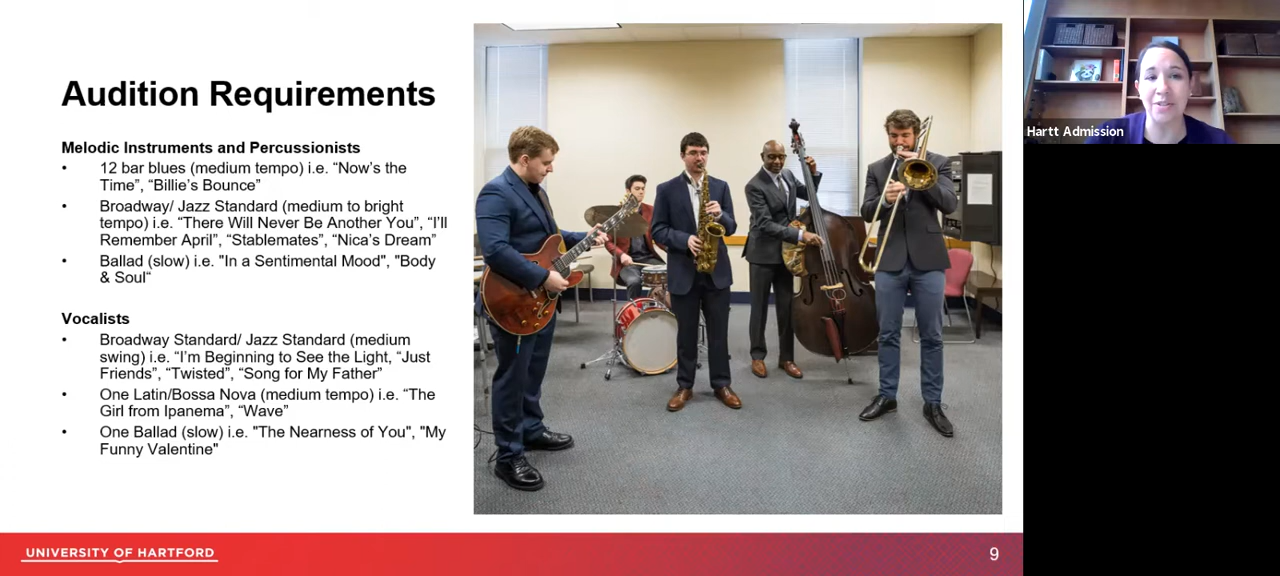 Audition Requirements
Melodic Instruments and Percussionists
• 12 bar blues (medium tempo) i.e. “Now’s the
Time”, “Billie’s Bounce”
• Broadway/ Jazz Standard (medium to bright
tempo) i.e. “There Will Never Be Another You”, “I’ll
Remember April”, “Stablemates”, “Nica’s Dream”
• Ballad (slow) i.e. "In a Sentimental Mood", "Body
& Soul“
Vocalists
• Broadway Standard/ Jazz Standard (medium
swing) i.e. “I’m Beginning to See the Light, “Just
Friends”, “Twisted”, “Song for My Father”
• One Latin/Bossa Nova (medium tempo) i.e. “The
Girl from Ipanema”, “Wave”
• One Ballad (slow) i.e. "The Nearness of You", "My
Funny Valentine"
UNIVERSITY OF HARTFORD
9
Hartt Admission